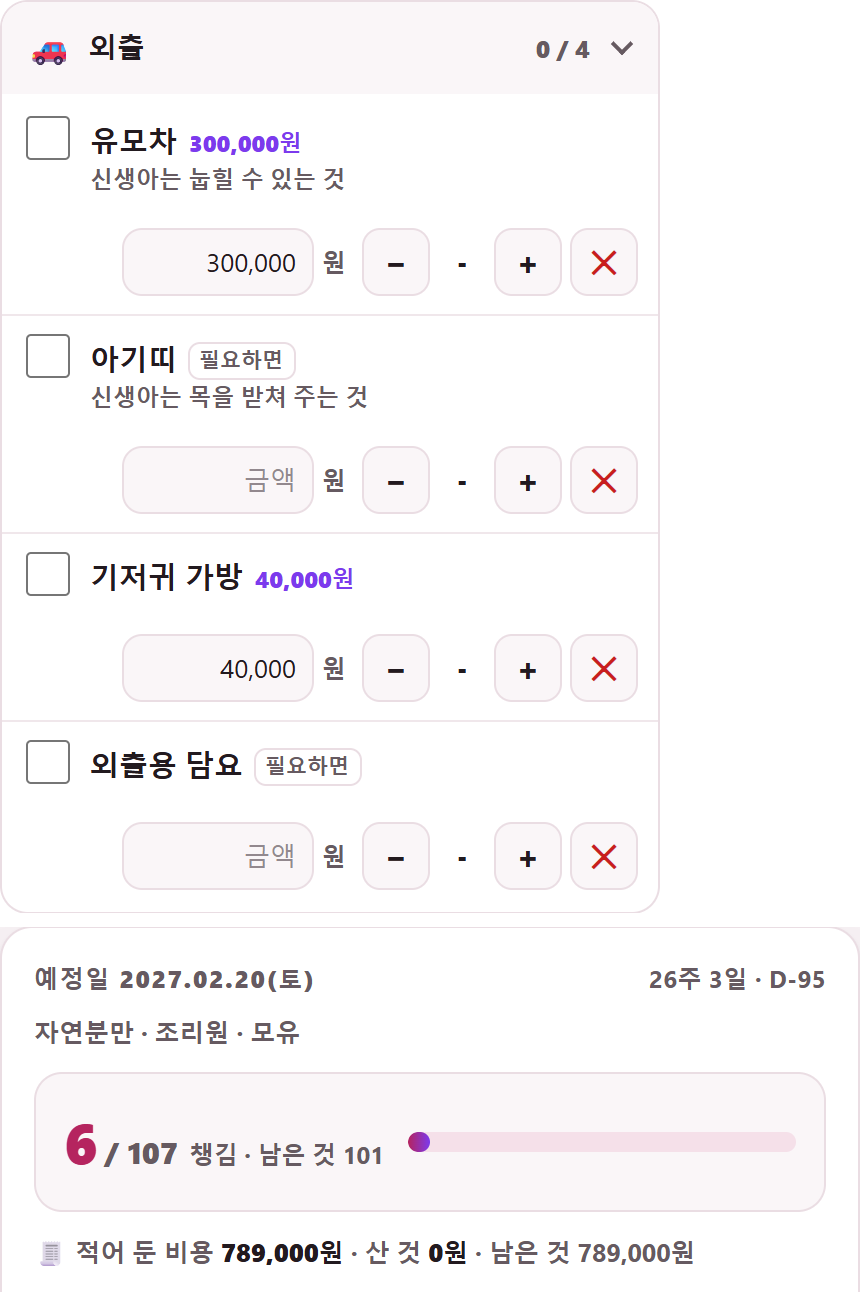 외출 0 / 4
유모차 300,000원
신생아는 눕힐 수 있는 것
300,000 원 − - +
아기띠 필요하면
신생아는 목을 받쳐 주는 것
금액 원 − - +
기저귀 가방 40,000원
40,000 원 − - +
외출용 담요 필요하면
금액 원 − - +
예정일 2027.02.20(토) 26주 3일 · D-95
자연분만 · 조리원 · 모유
6 / 107 챙김 · 남은 것 101
적어 둔 비용 789,000원 · 산 것 0원 · 남은 것 789,000원